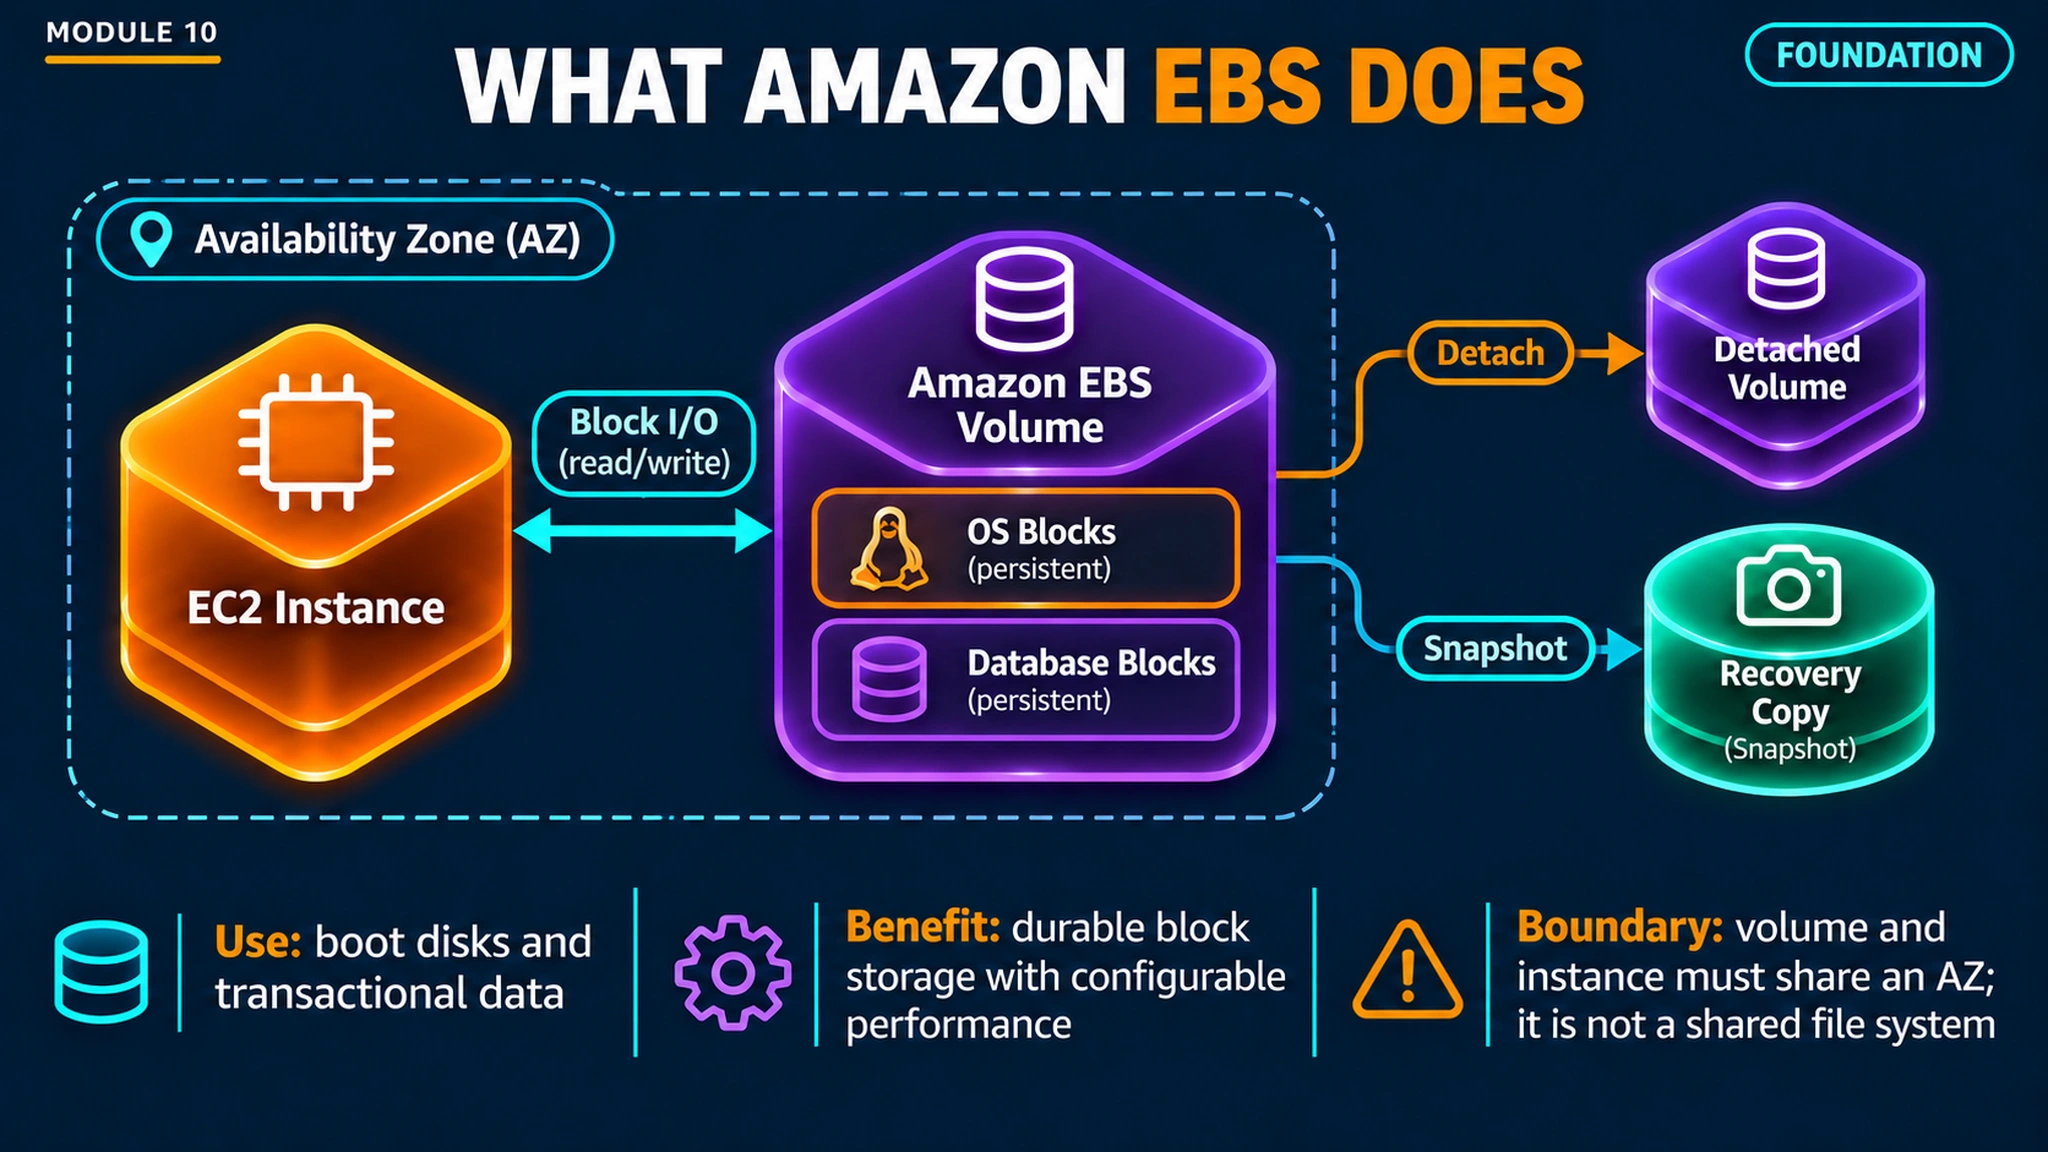 MODULE 10
WHAT AMAZON EBS DOES
FOUNDATION
Availability Zone (AZ)
EC2 Instance
Block I/O
(read/write)
Amazon EBS
Volume
OS Blocks
(persistent)
Database Blocks
(persistent)
Detach
Detached
Volume
Snapshot
Recovery
Copy
(Snapshot)
Use: boot disks and
transactional data
Benefit: durable block
storage with configurable
performance
Boundary: volume and
instance must share an AZ;
it is not a shared file system